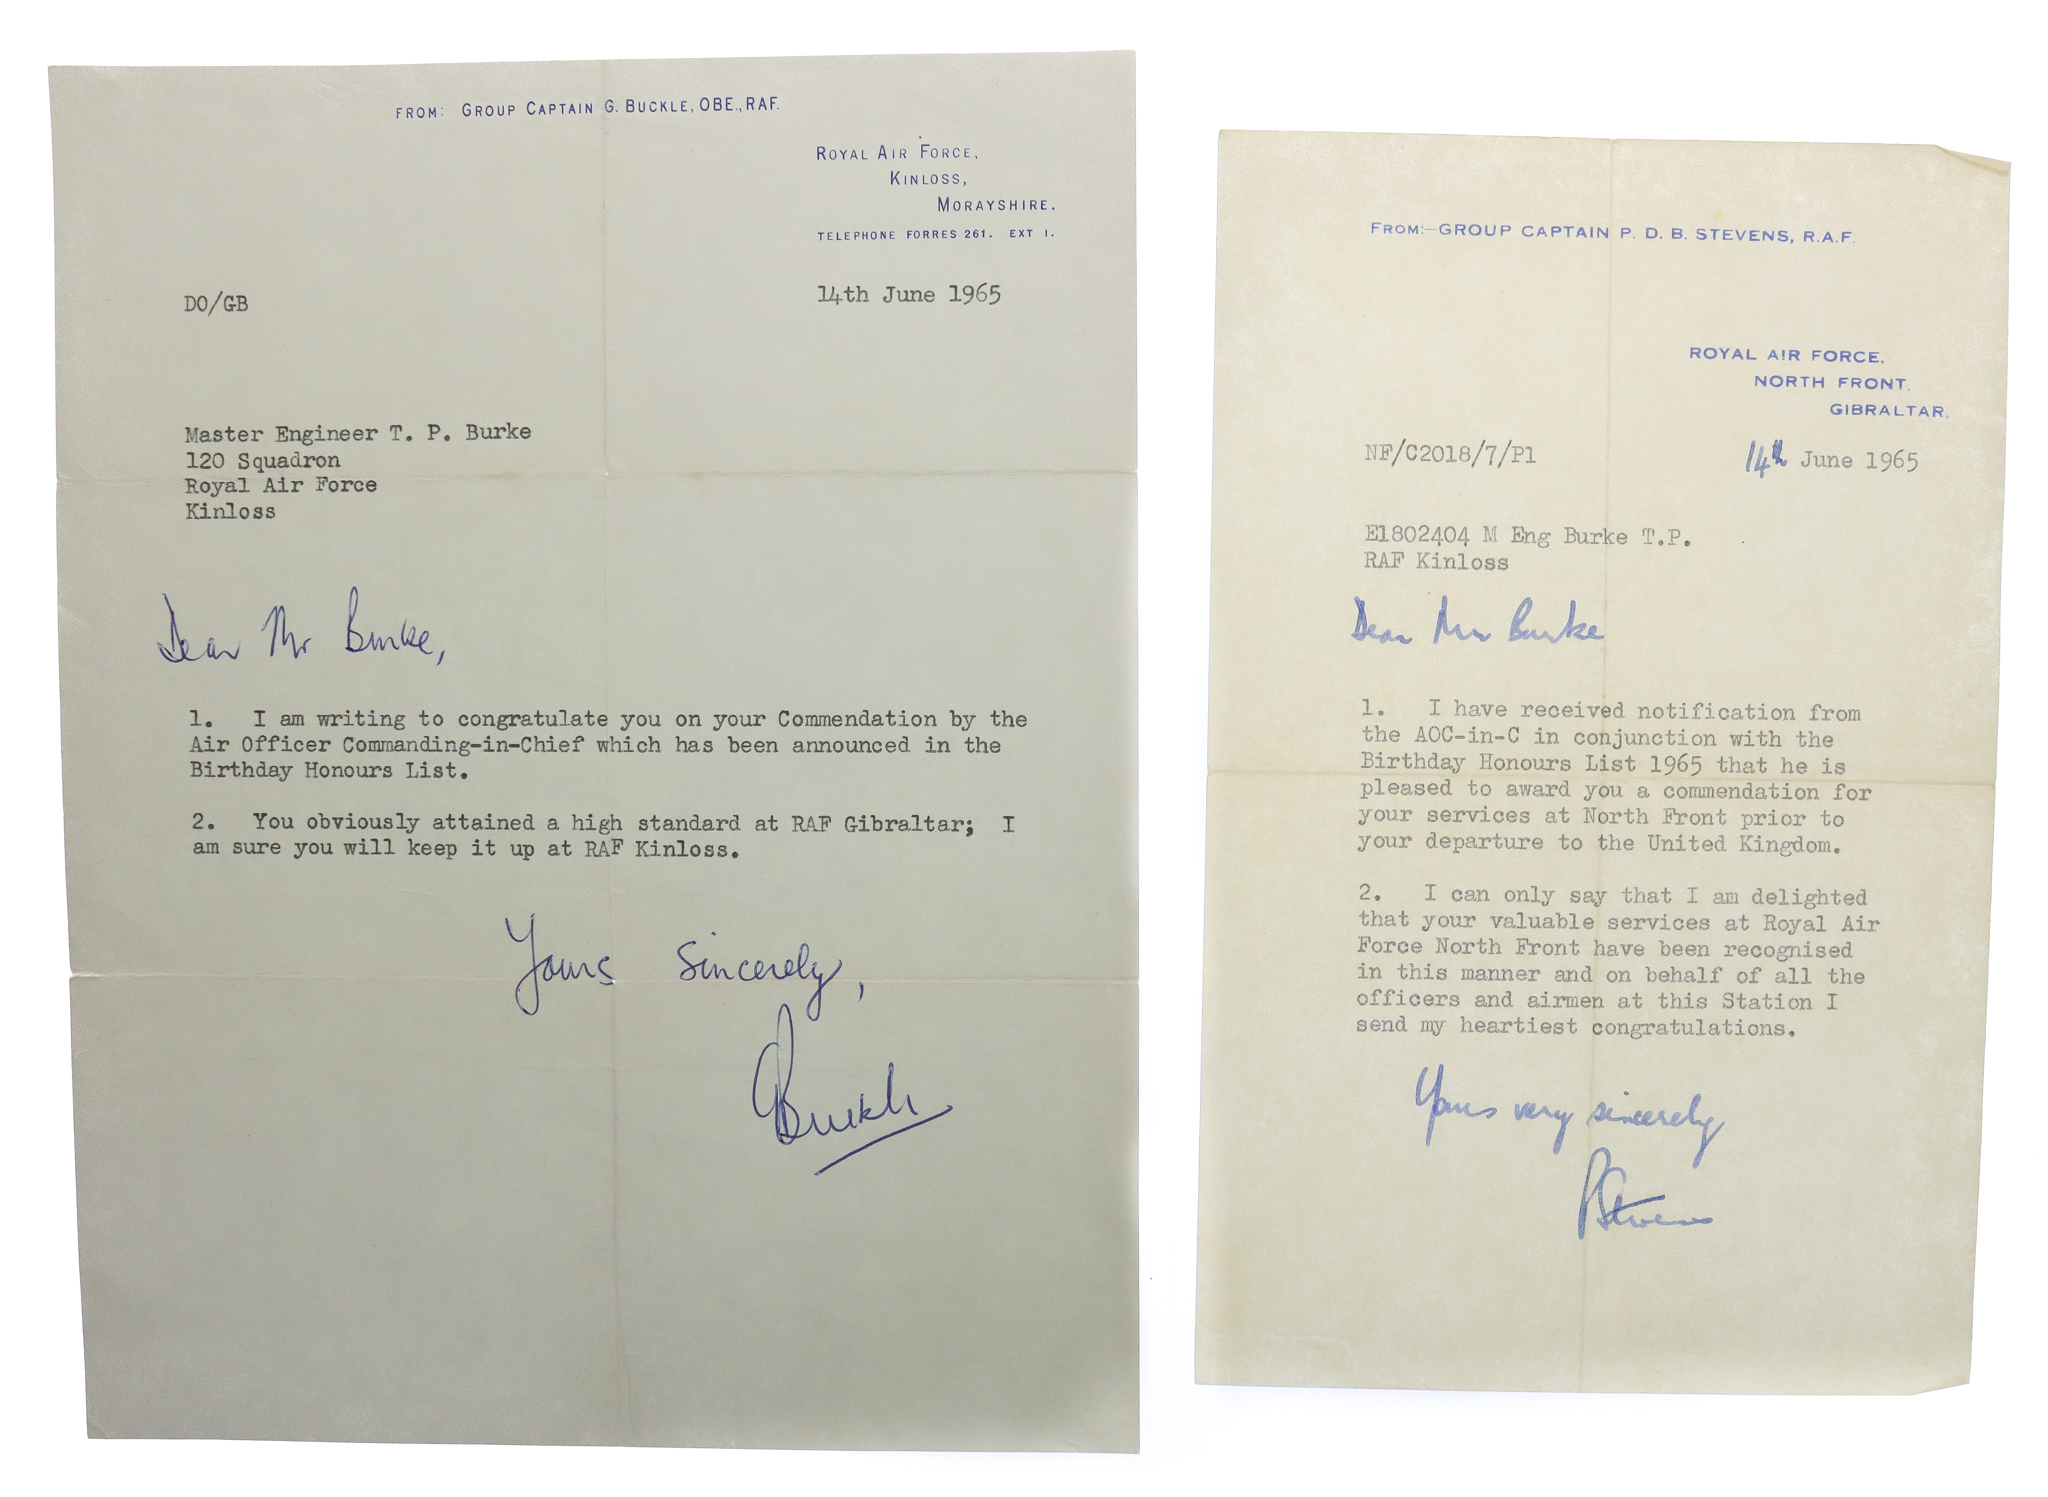 FROM: GROUP CAPTAIN G. BUCKLE, OBE., RAF.
ROYAL AIR FORCE,
KINLOSS,
MORAYSHIRE.
TELEPHONE FORRES 261. EXT 1.
DO/GB
14th June 1965
Master Engineer T. P. Burke
120 Squadron
Royal Air Force
Kinloss
Dear Mr Burke,
1. I am writing to congratulate you on your Commendation by the
Air Officer Commanding-in-Chief which has been announced in the
Birthday Honours List.
2. You obviously attained a high standard at RAF Gibraltar; I
am sure you will keep it up at RAF Kinloss.
Yours sincerely,
GBuckle
FROM:-GROUP CAPTAIN P. D. B. STEVENS, R.A.F.
ROYAL AIR FORCE,
NORTH FRONT,
GIBRALTAR.
NF/C2018/7/P1
14th June 1965
E1802404 M Eng Burke T.P.
RAF Kinloss
Dear Mr Burke
1. I have received notification from
the AOC-in-C in conjunction with the
Birthday Honours List 1965 that he is
pleased to award you a commendation for
your services at North Front prior to
your departure to the United Kingdom.
2. I can only say that I am delighted
that your valuable services at Royal Air
Force North Front have been recognised
in this manner and on behalf of all the
officers and airmen at this Station I
send my heartiest congratulations.
Yours very sincerely
PStevens